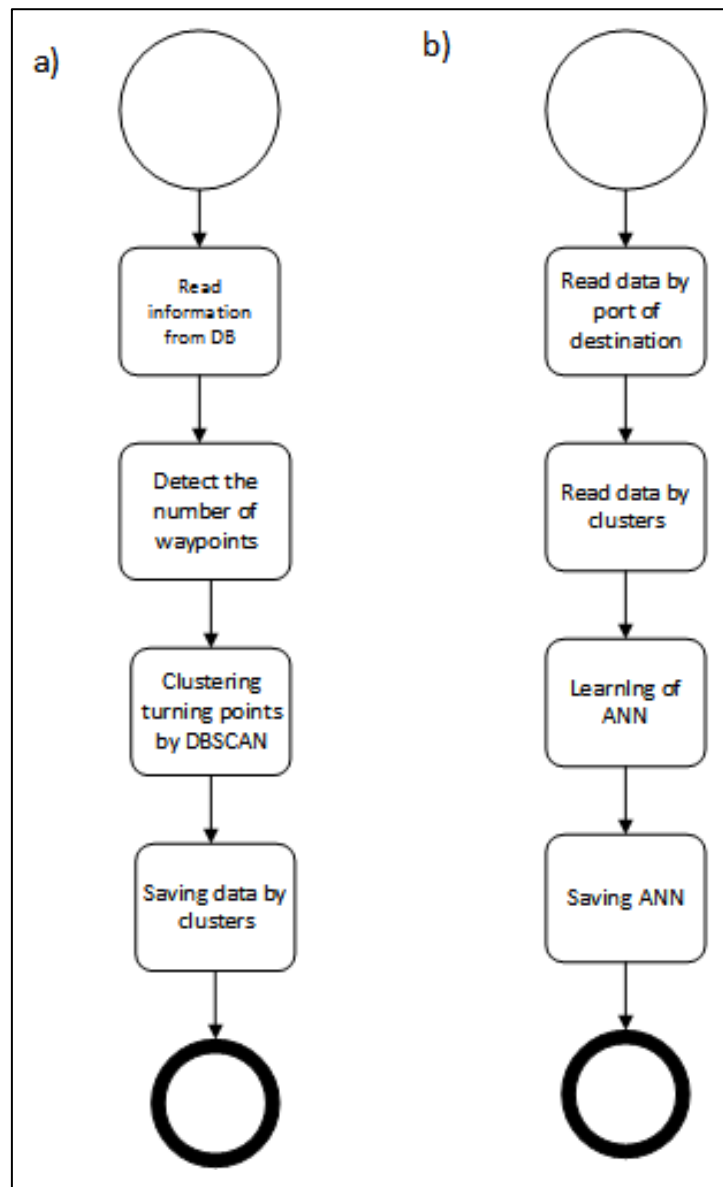 a)
Read
information
from DB
Detect the
number of
waypoints
Clustering
turning points
by DBSCAN
Saving data by
clusters
b)
Read data by
port of
destination
Read data by
clusters
Learning of
ANN
Saving ANN